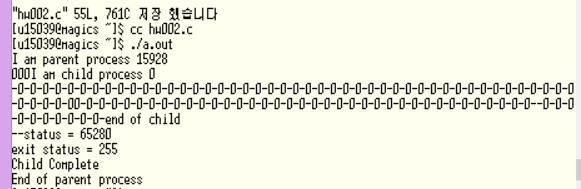 "hw002.c" 55L, 761C 저장 했습니다
[u15039@magics ~]$ cc hw002.c
[u15039@magics ~]$ ./a.out
I am parent process 15928
000I am child process 0
-0-0-0-0-0-0-0-0-0-0-0-0-0-0-0-0-0-0-0-0-0-0-0-0-0-0-0-0-0-0-0-0-0-0-0-0-0-0-0-0
-0-0-0-00-0-0-0-0-0-0-0-0-0-0-0-0-0-0-0-0-0-0-0-0-0-0-0-0-0-0-0-0-0-0-0-0-0--0-0
-0-0-0-0-0-0-end of child
--status = 65280
exit status = 255
Child Complete
End of parent process